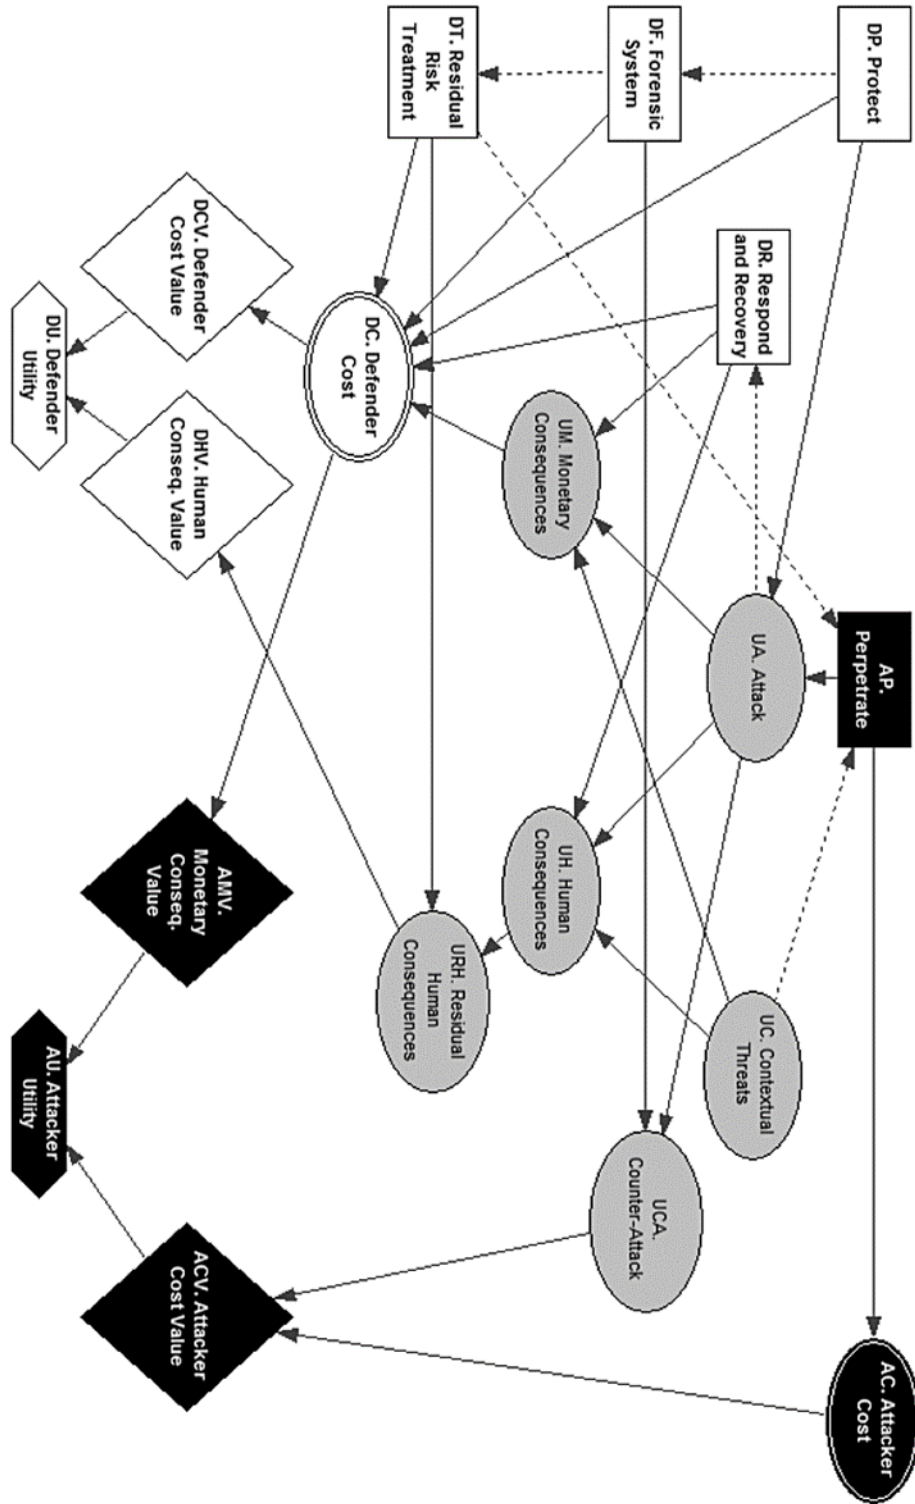 DP. Protect
DF. Forensic
System
DT. Residual
Risk
Treatment
DR. Respond
and Recovery
AP.
Perpetrate
AC. Attacker
Cost
UA. Attack
UC. Contextual
Threats
UM. Monetary
Consequences
UH. Human
Consequences
UCA.
Counter-Attack
DC. Defender
Cost
URH. Residual
Human
Consequences
DCV. Defender
Cost Value
DHV. Human
Conseq. Value
AMV.
Monetary
Conseq.
Value
ACV. Attacker
Cost Value
DU. Defender
Utility
AU. Attacker
Utility